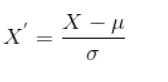 X' = (X − μ) / σ